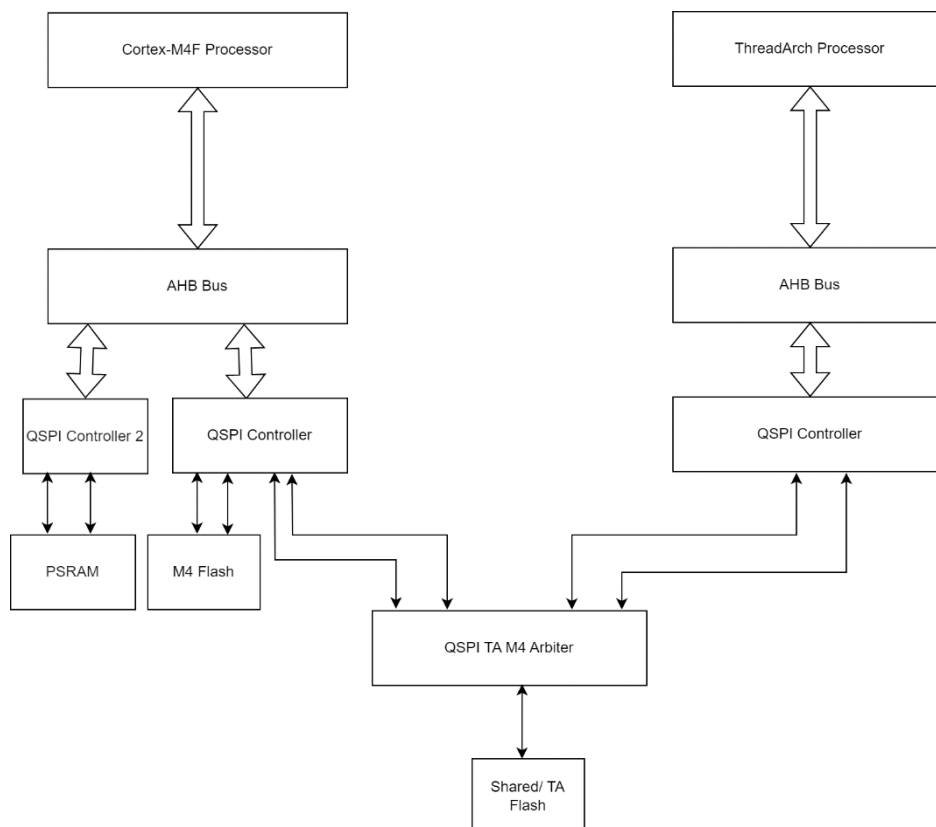 Cortex-M4F Processor
ThreadArch Processor
AHB Bus
AHB Bus
QSPI Controller 2
QSPI Controller
QSPI Controller
PSRAM
M4 Flash
QSPI TA M4 Arbiter
Shared/ TA
Flash